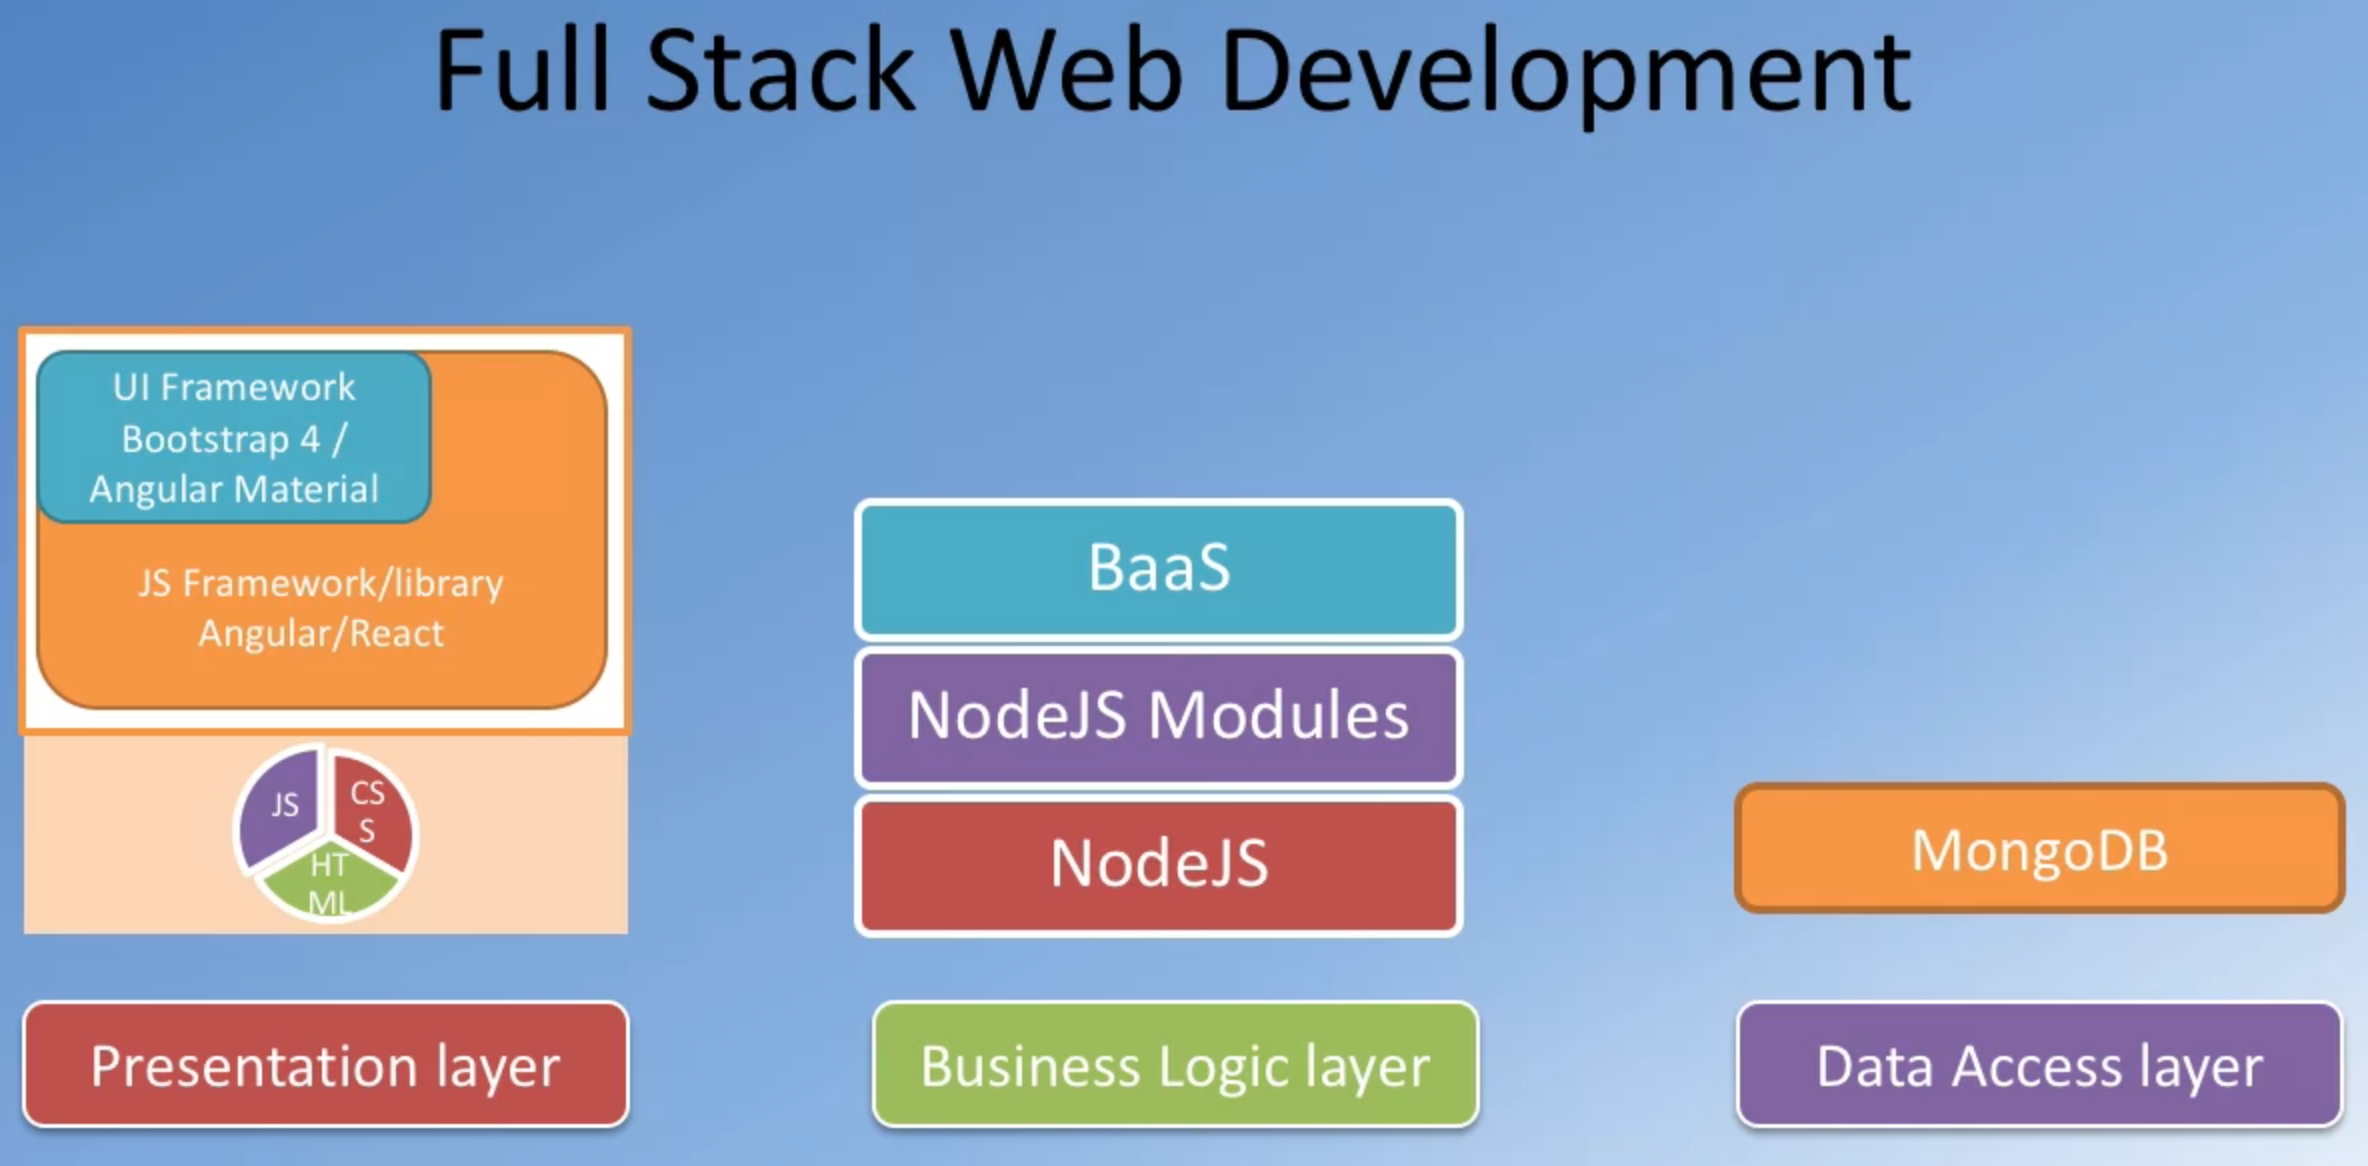 Full Stack Web Development
UI Framework
Bootstrap 4 /
Angular Material
JS Framework/library
Angular/React
JS
CS
S
HT
ML
Presentation layer
BaaS
NodeJS Modules
NodeJS
Business Logic layer
MongoDB
Data Access layer